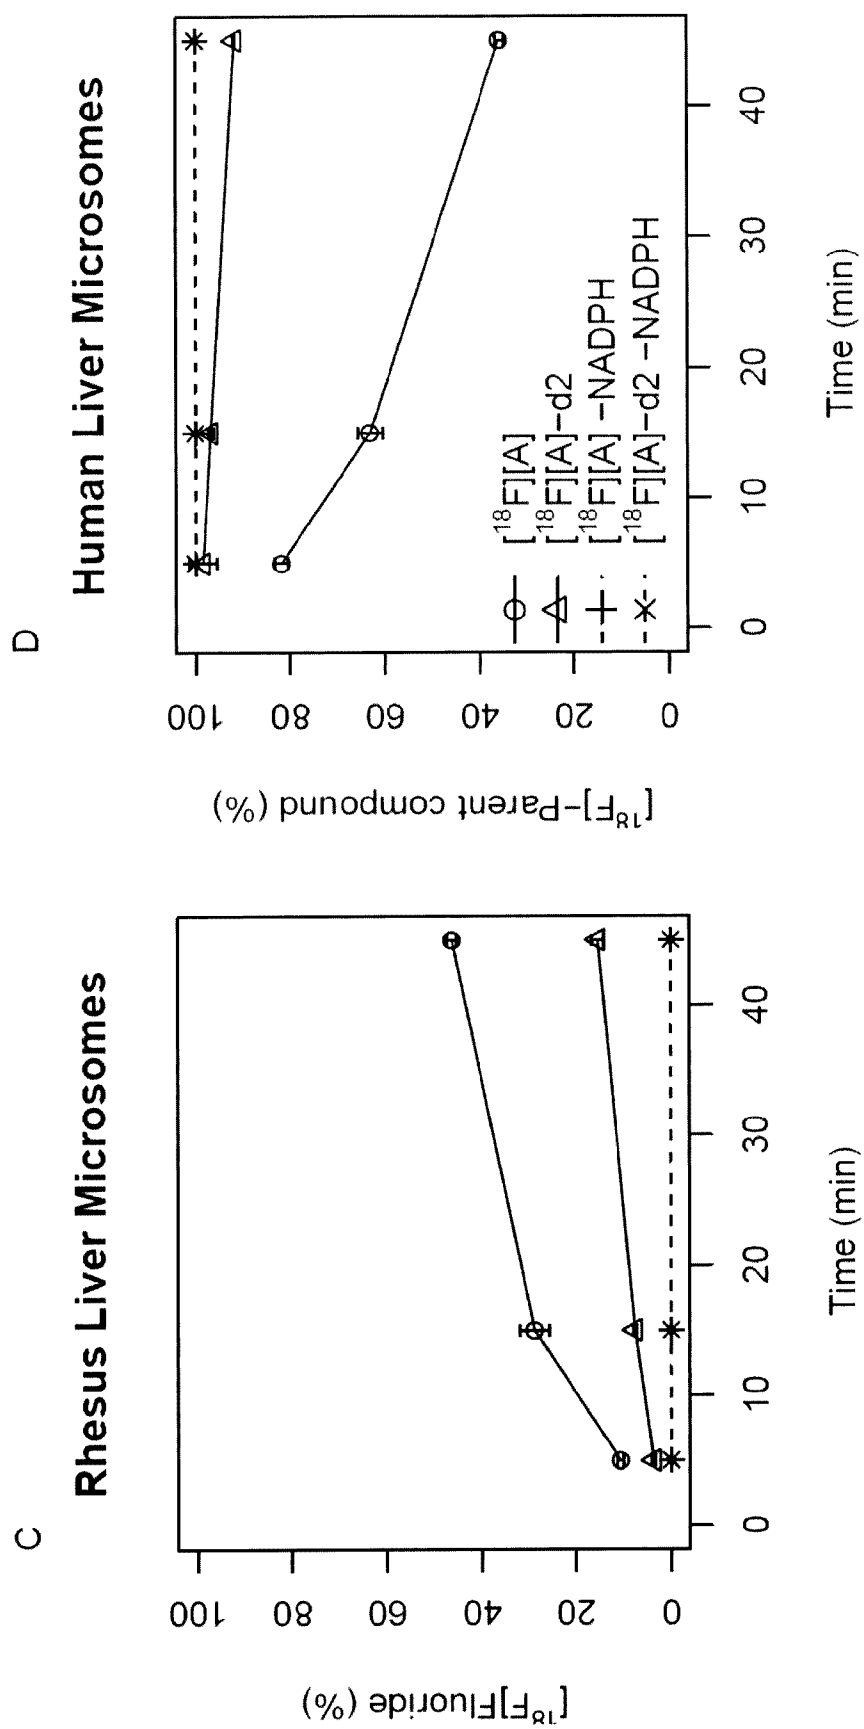 C
Rhesus Liver Microsomes
[¹⁸F]Fluoride (%)
100
80
60
40
20
0
0
10
20
30
40
Time (min)
D
Human Liver Microsomes
[¹⁸F]-Parent compound (%)
100
80
60
40
20
0
[¹⁸F][A]
[¹⁸F][A]-d2
[¹⁸F][A] -NADPH
[¹⁸F][A]-d2 -NADPH
0
10
20
30
40
Time (min)